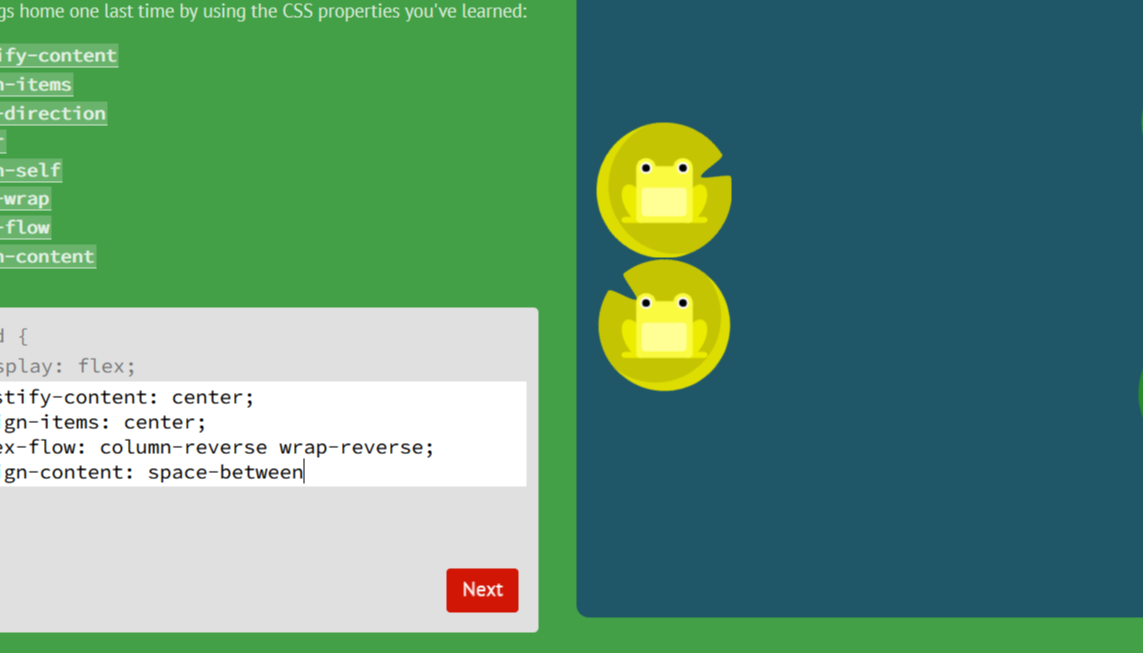 gs home one last time by using the CSS properties you've learned:
ify-content
n-items
-direction
r
n-self
-wrap
-flow
n-content
d {
splay: flex;
stify-content: center;
ign-items: center;
ex-flow: column-reverse wrap-reverse;
ign-content: space-between
Next